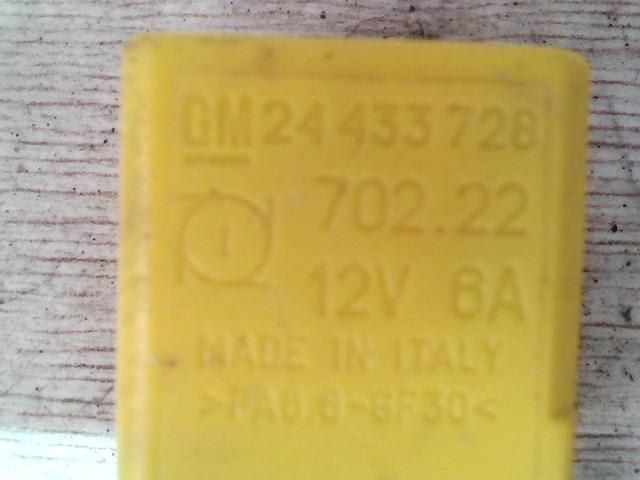 GM 24 433 728
702.22
12V 6A
MADE IN ITALY
>PA6.6-GF30<